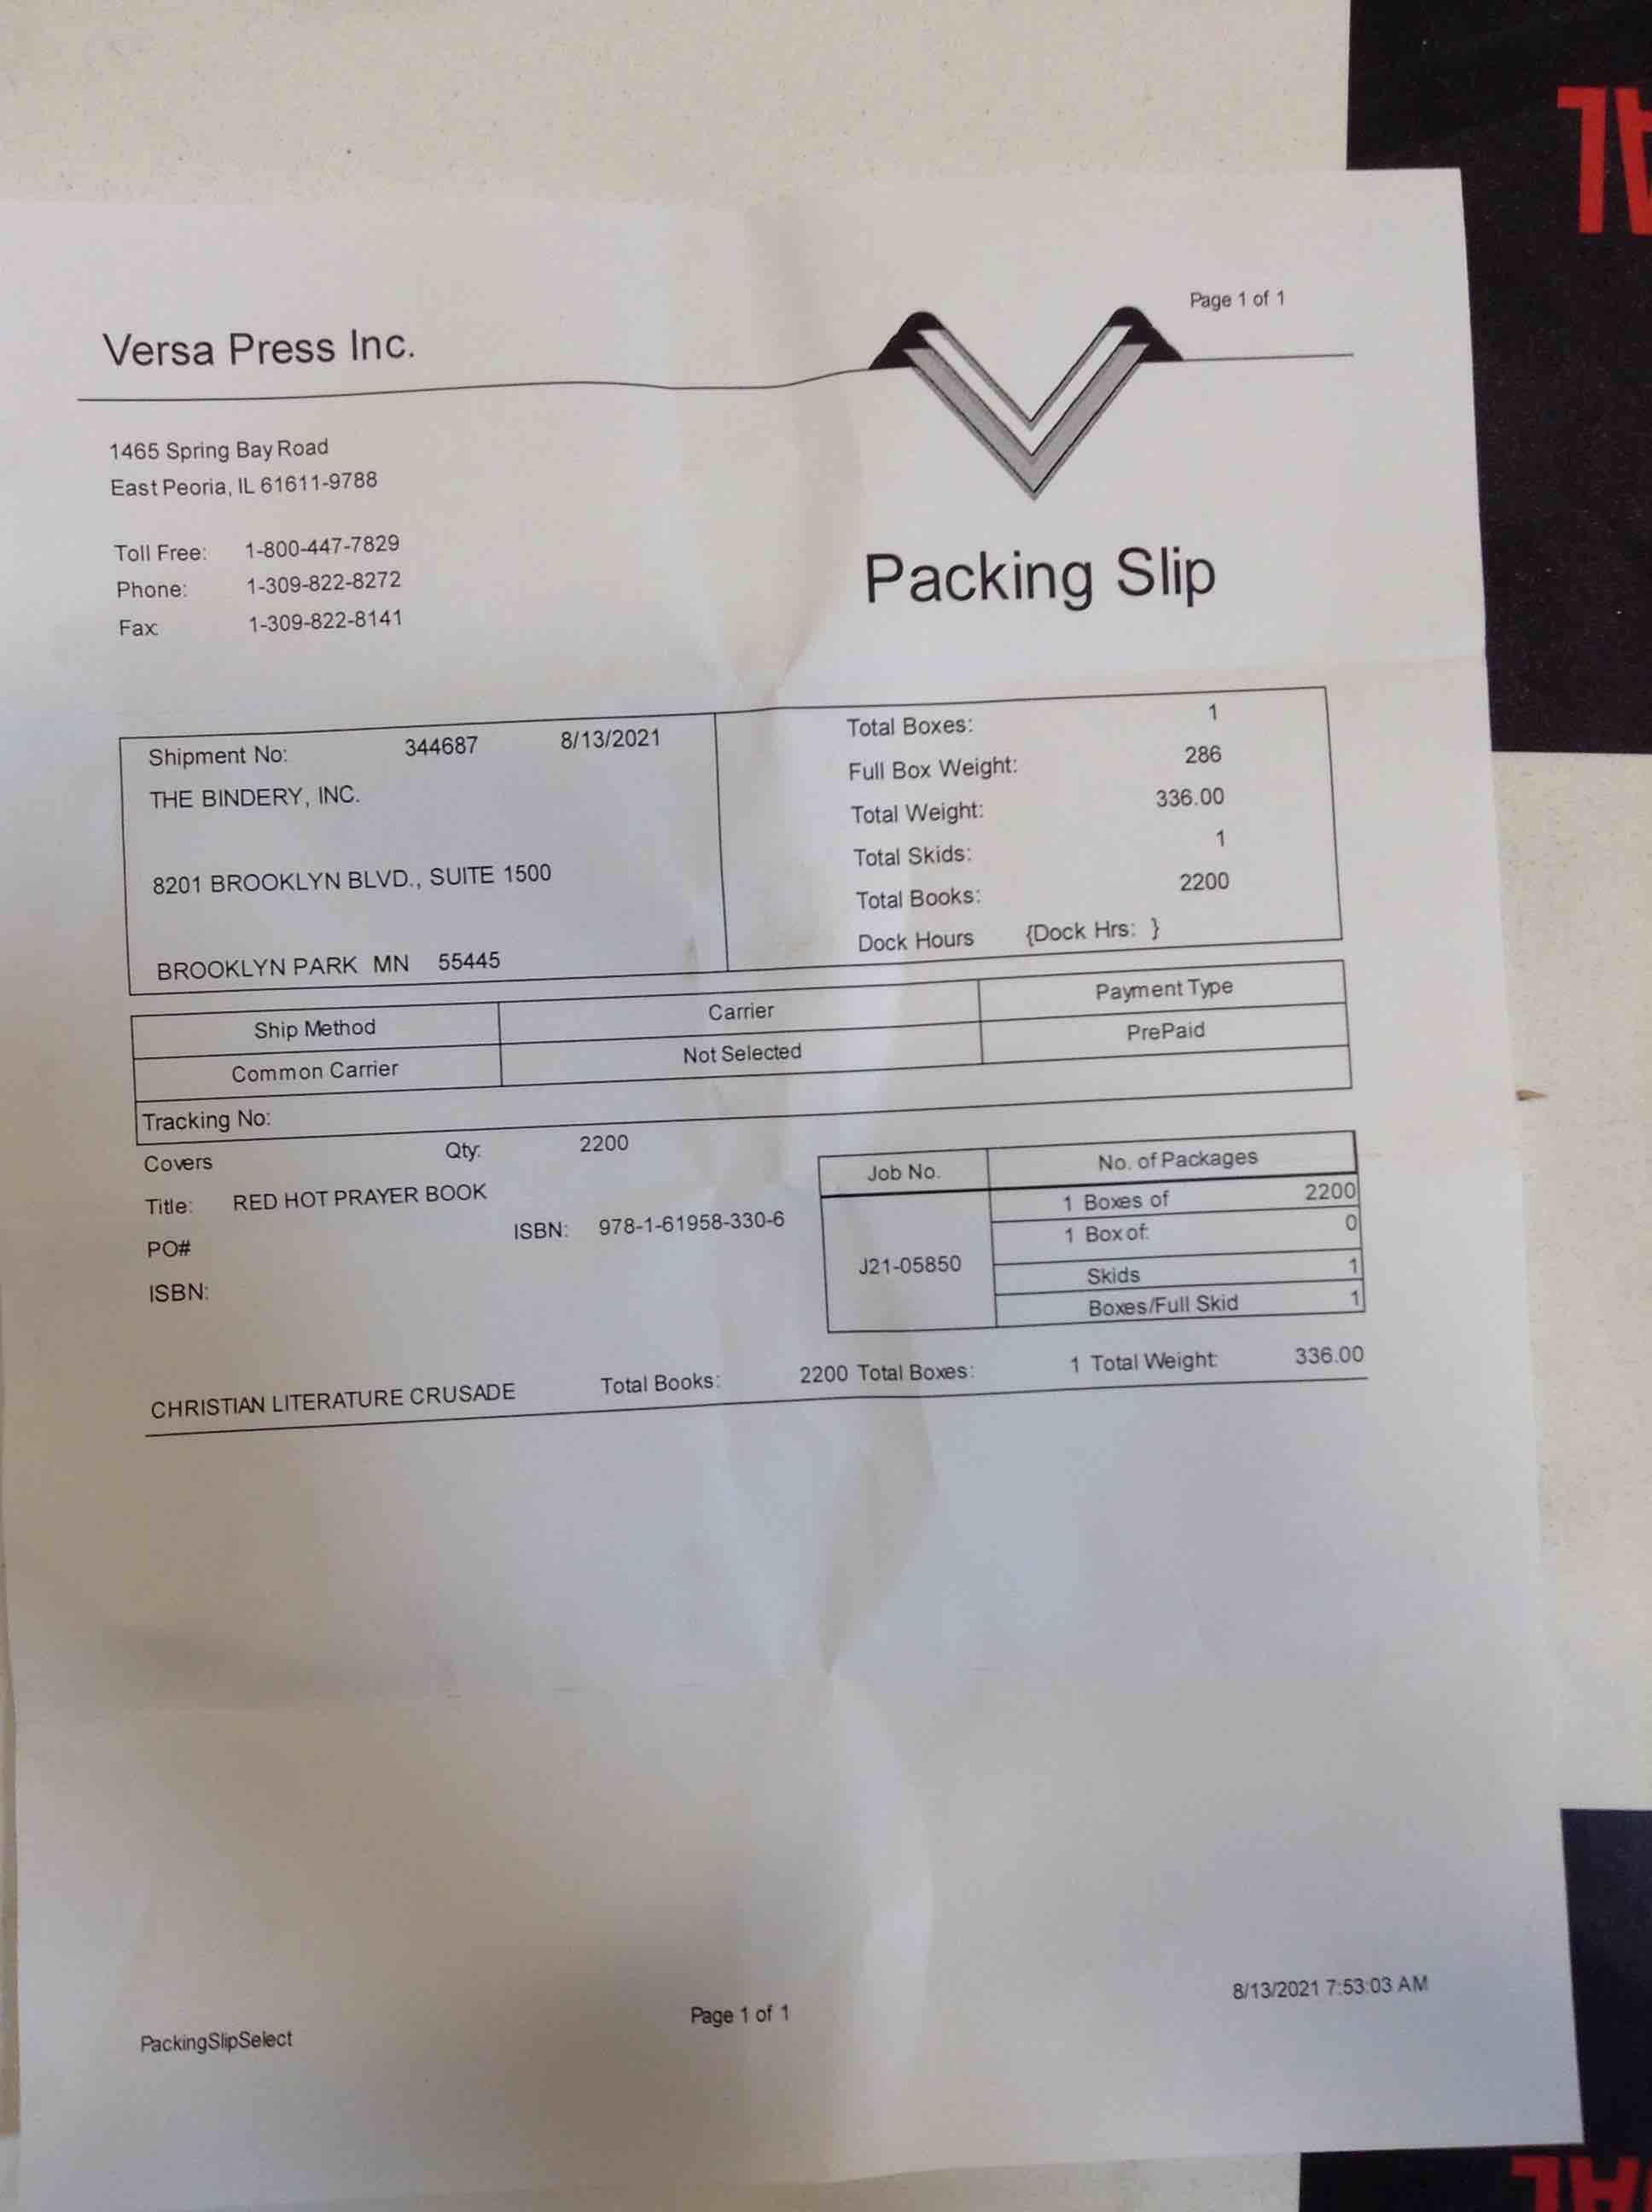 Page 1 of 1
Versa Press Inc.
1465 Spring Bay Road
East Peoria, IL 61611-9788
Toll Free: 1-800-447-7829
Phone: 1-309-822-8272
Fax: 1-309-822-8141
Packing Slip
Shipment No: 344687 8/13/2021
THE BINDERY, INC.
8201 BROOKLYN BLVD., SUITE 1500
BROOKLYN PARK MN 55445
Total Boxes: 1
Full Box Weight: 286
Total Weight: 336.00
Total Skids: 1
Total Books: 2200
Dock Hours {Dock Hrs: }
Ship Method Carrier Payment Type
Common Carrier Not Selected PrePaid
Tracking No:
Covers Qty: 2200
Title: RED HOT PRAYER BOOK
PO# ISBN: 978-1-61958-330-6
ISBN:
Job No. No. of Packages
J21-05850
1 Boxes of 2200
1 Box of: 0
Skids 1
Boxes/Full Skid 1
CHRISTIAN LITERATURE CRUSADE Total Books: 2200 Total Boxes: 1 Total Weight: 336.00
PackingSlipSelect Page 1 of 1 8/13/2021 7:53:03 AM